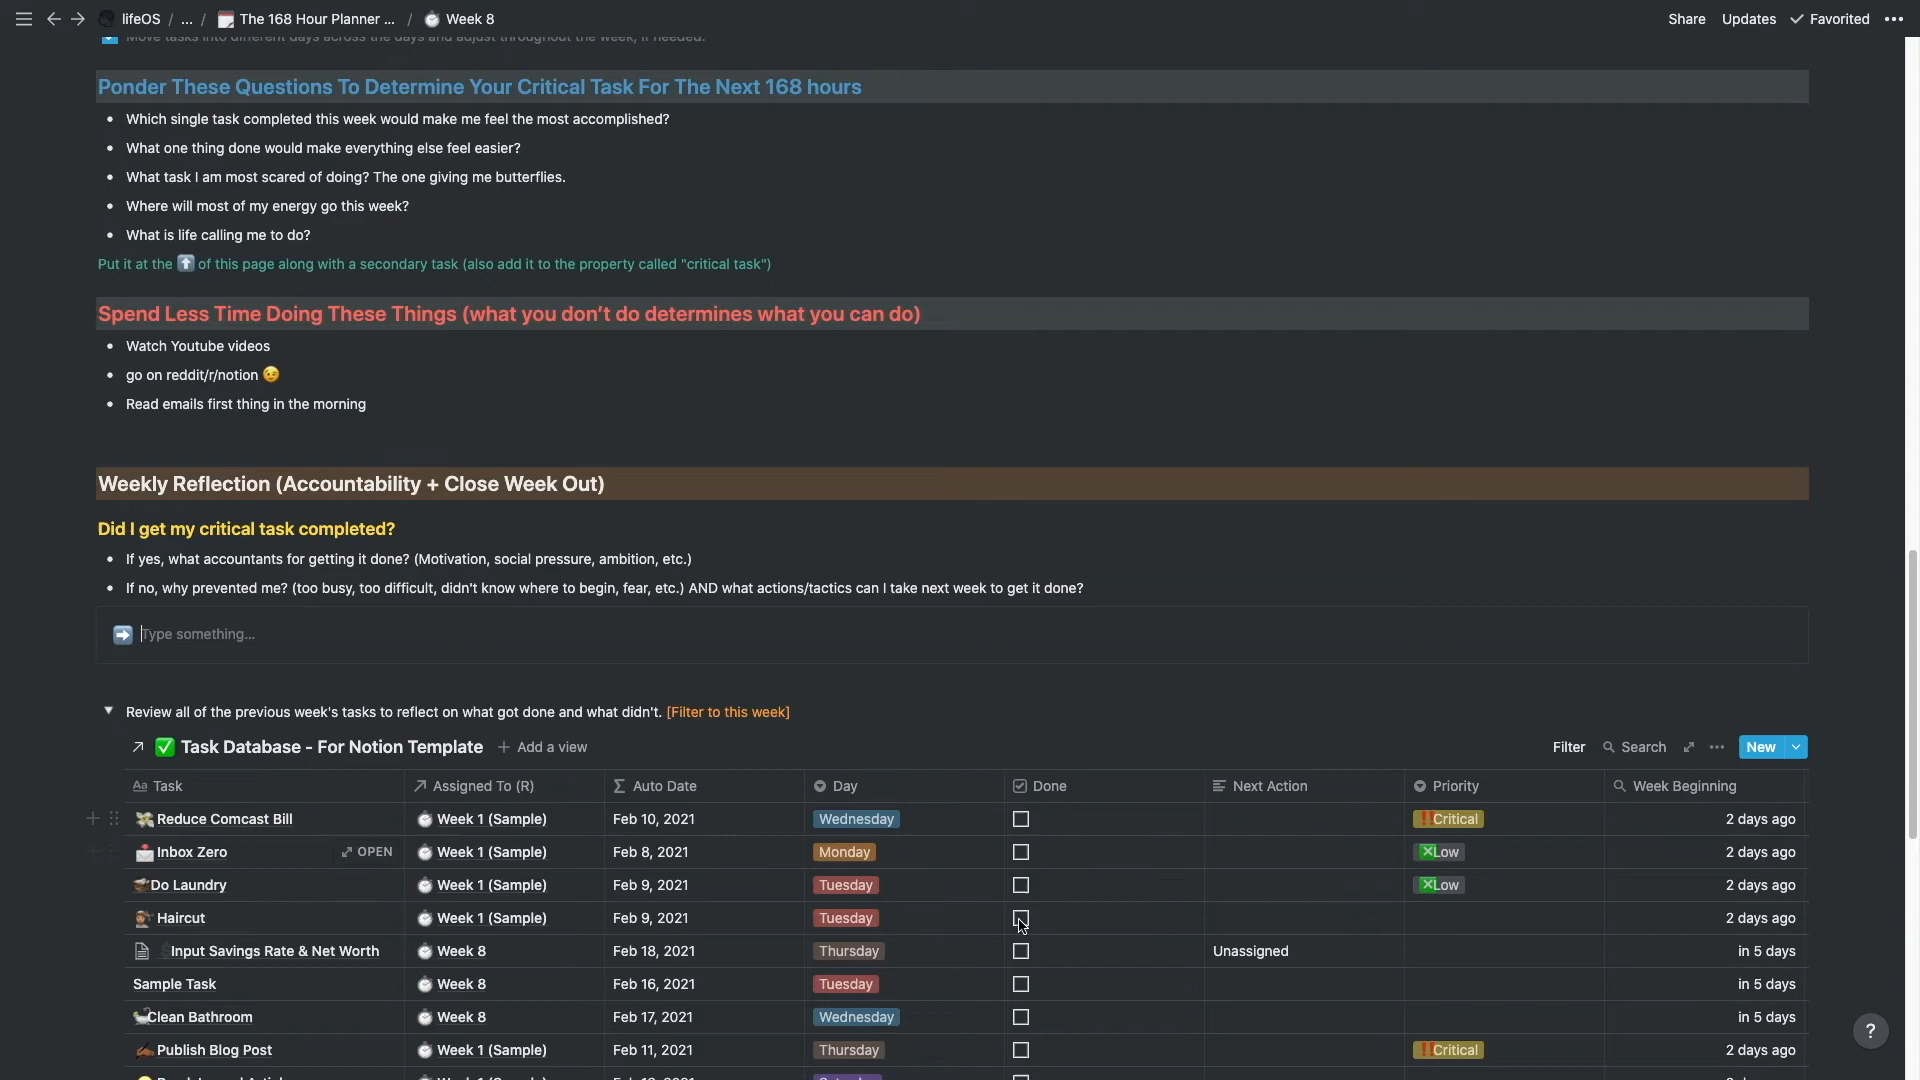 lifeOS / ... / The 168 Hour Planner ... / Week 8
Share Updates Favorited
Move tasks into different days across the days and adjust throughout the week, if needed.
Ponder These Questions To Determine Your Critical Task For The Next 168 hours
• Which single task completed this week would make me feel the most accomplished?
• What one thing done would make everything else feel easier?
• What task I am most scared of doing? The one giving me butterflies.
• Where will most of my energy go this week?
• What is life calling me to do?
Put it at the ⬆️ of this page along with a secondary task (also add it to the property called "critical task")
Spend Less Time Doing These Things (what you don’t do determines what you can do)
• Watch Youtube videos
• go on reddit/r/notion 😉
• Read emails first thing in the morning
Weekly Reflection (Accountability + Close Week Out)
Did I get my critical task completed?
• If yes, what accountants for getting it done? (Motivation, social pressure, ambition, etc.)
• If no, why prevented me? (too busy, too difficult, didn't know where to begin, fear, etc.) AND what actions/tactics can I take next week to get it done?
➡️ Type something...
Review all of the previous week's tasks to reflect on what got done and what didn't. [Filter to this week]
Task Database - For Notion Template + Add a view Filter Search ... New
Aa Task Assigned To (R) Σ Auto Date Day Done Next Action Priority Week Beginning
Reduce Comcast Bill Week 1 (Sample) Feb 10, 2021 Wednesday ‼️Critical 2 days ago
Inbox Zero OPEN Week 1 (Sample) Feb 8, 2021 Monday Low 2 days ago
Do Laundry Week 1 (Sample) Feb 9, 2021 Tuesday Low 2 days ago
Haircut Week 1 (Sample) Feb 9, 2021 Tuesday 2 days ago
Input Savings Rate & Net Worth Week 8 Feb 18, 2021 Thursday Unassigned in 5 days
Sample Task Week 8 Feb 16, 2021 Tuesday in 5 days
Clean Bathroom Week 8 Feb 17, 2021 Wednesday in 5 days
Publish Blog Post Week 1 (Sample) Feb 11, 2021 Thursday ‼️Critical 2 days ago
?